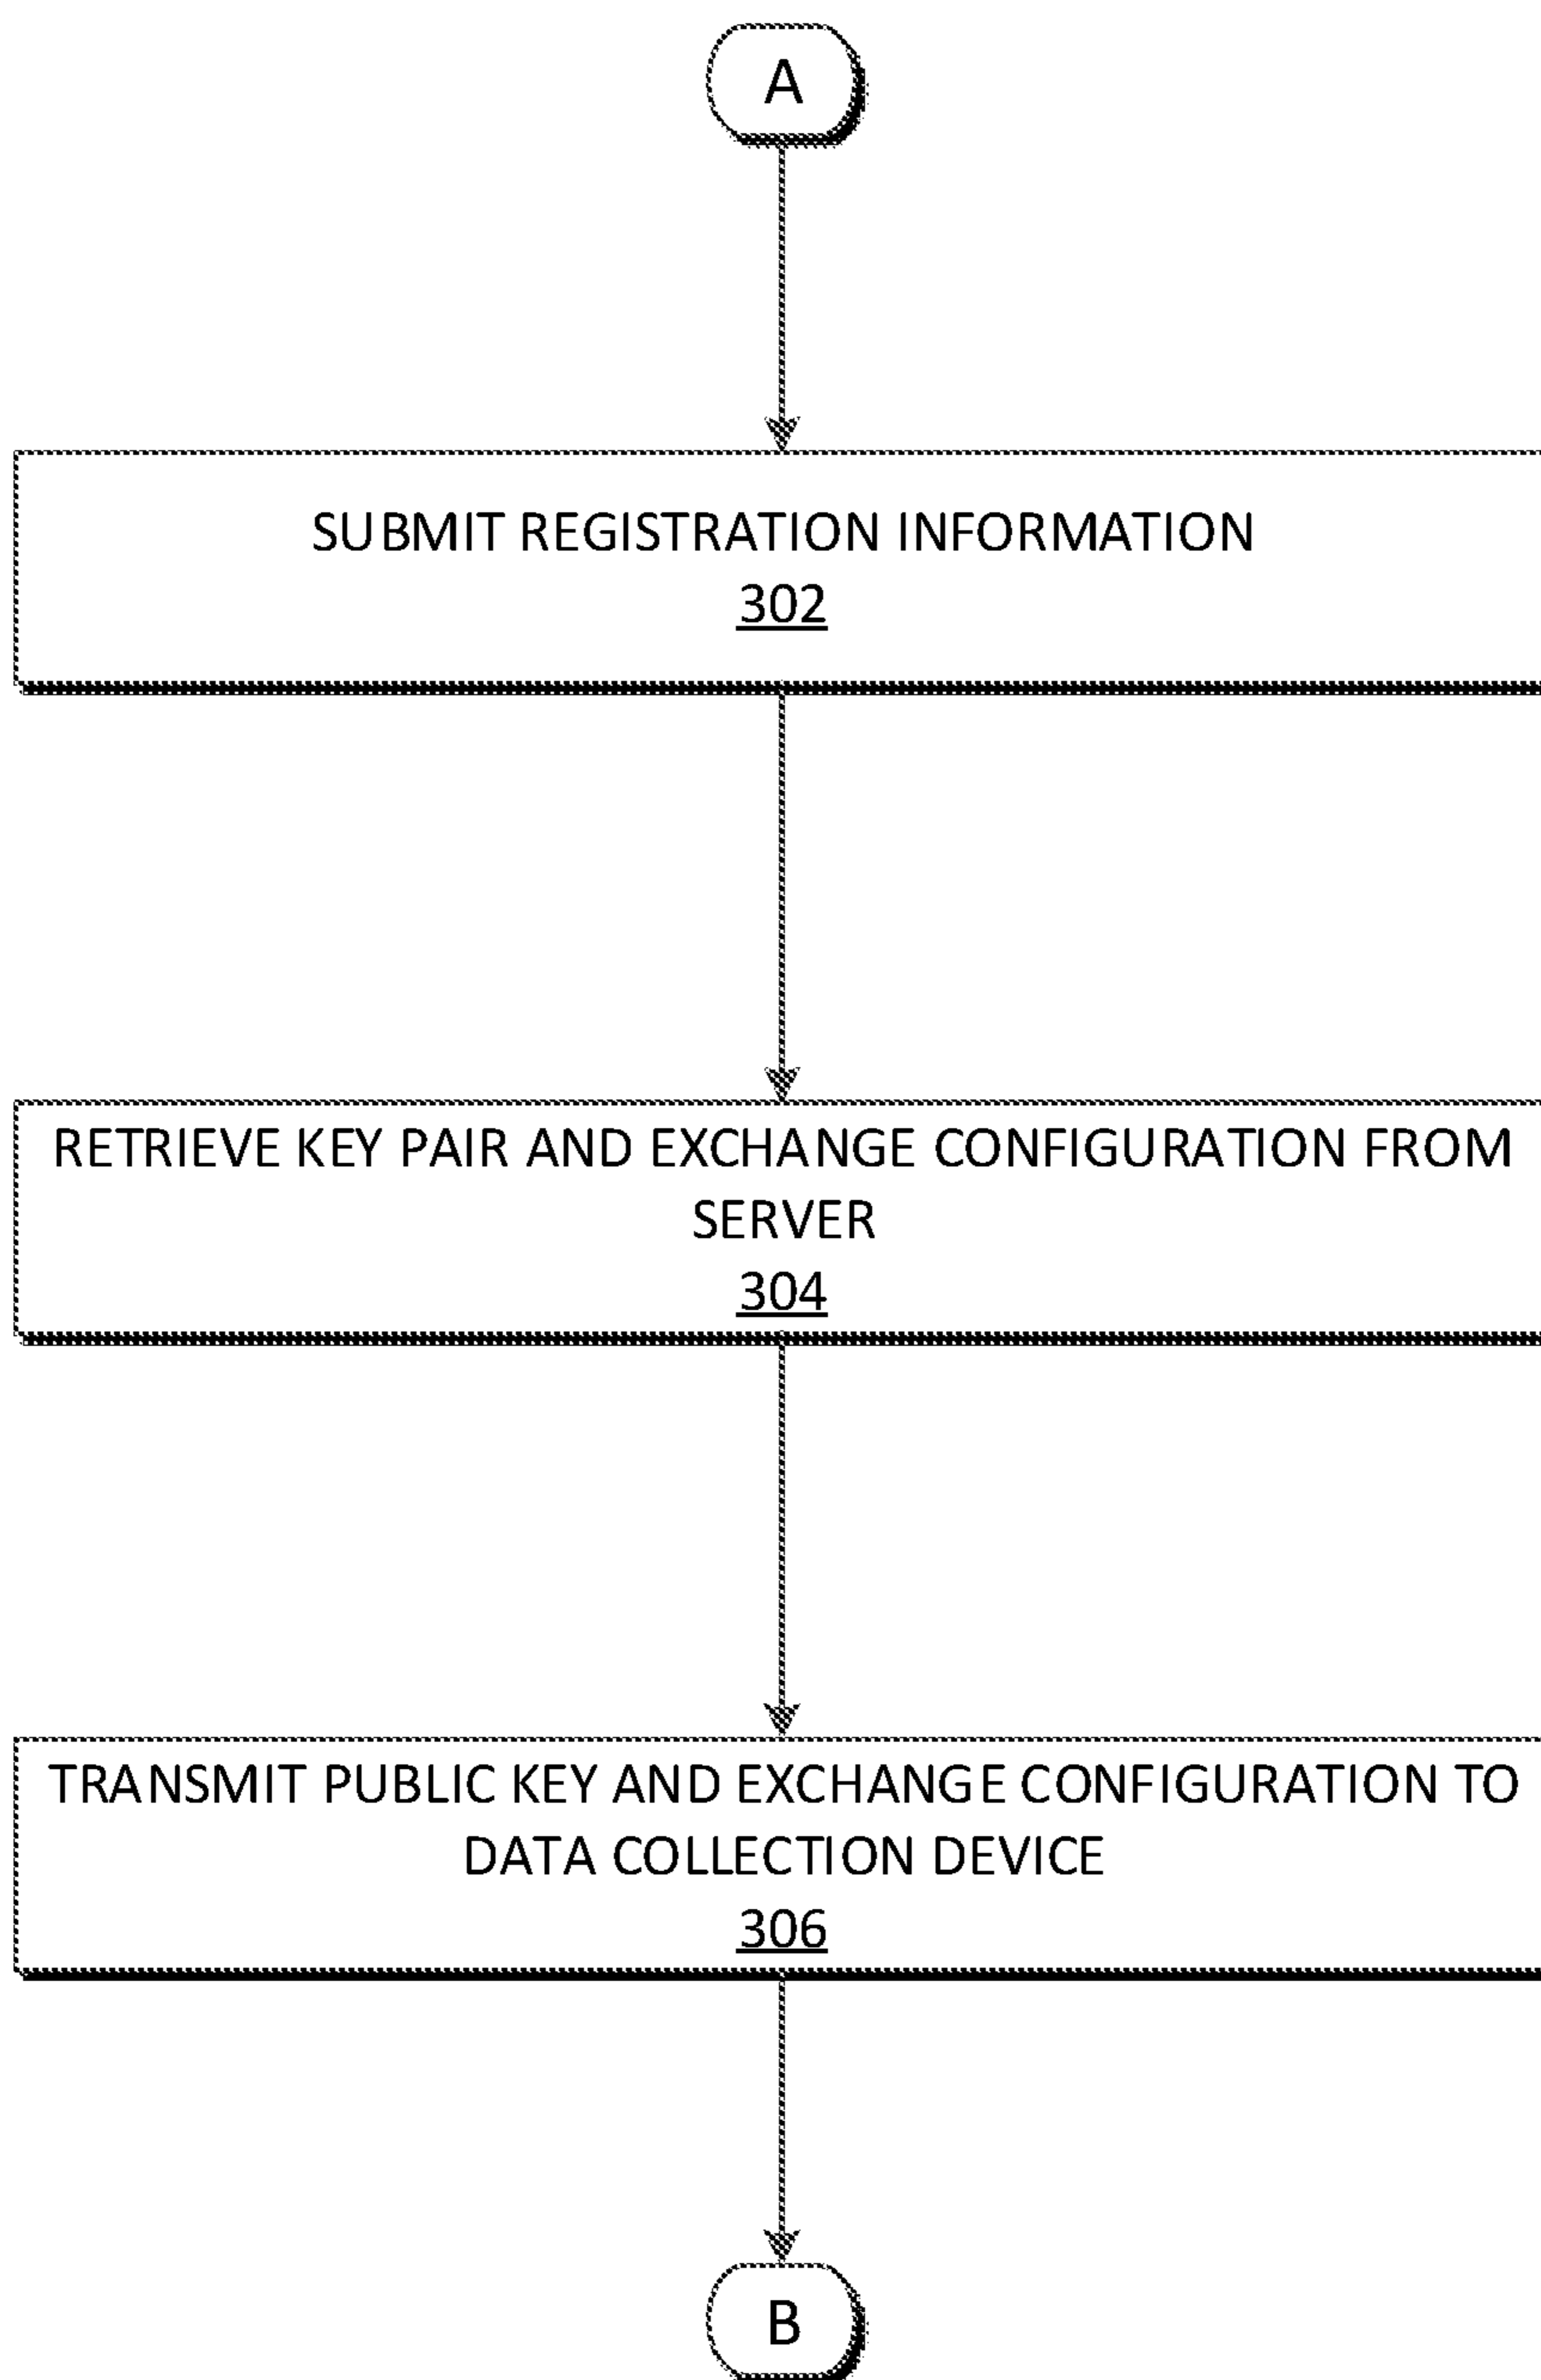 A
SUBMIT REGISTRATION INFORMATION
302
RETRIEVE KEY PAIR AND EXCHANGE CONFIGURATION FROM
SERVER
304
TRANSMIT PUBLIC KEY AND EXCHANGE CONFIGURATION TO
DATA COLLECTION DEVICE
306
B